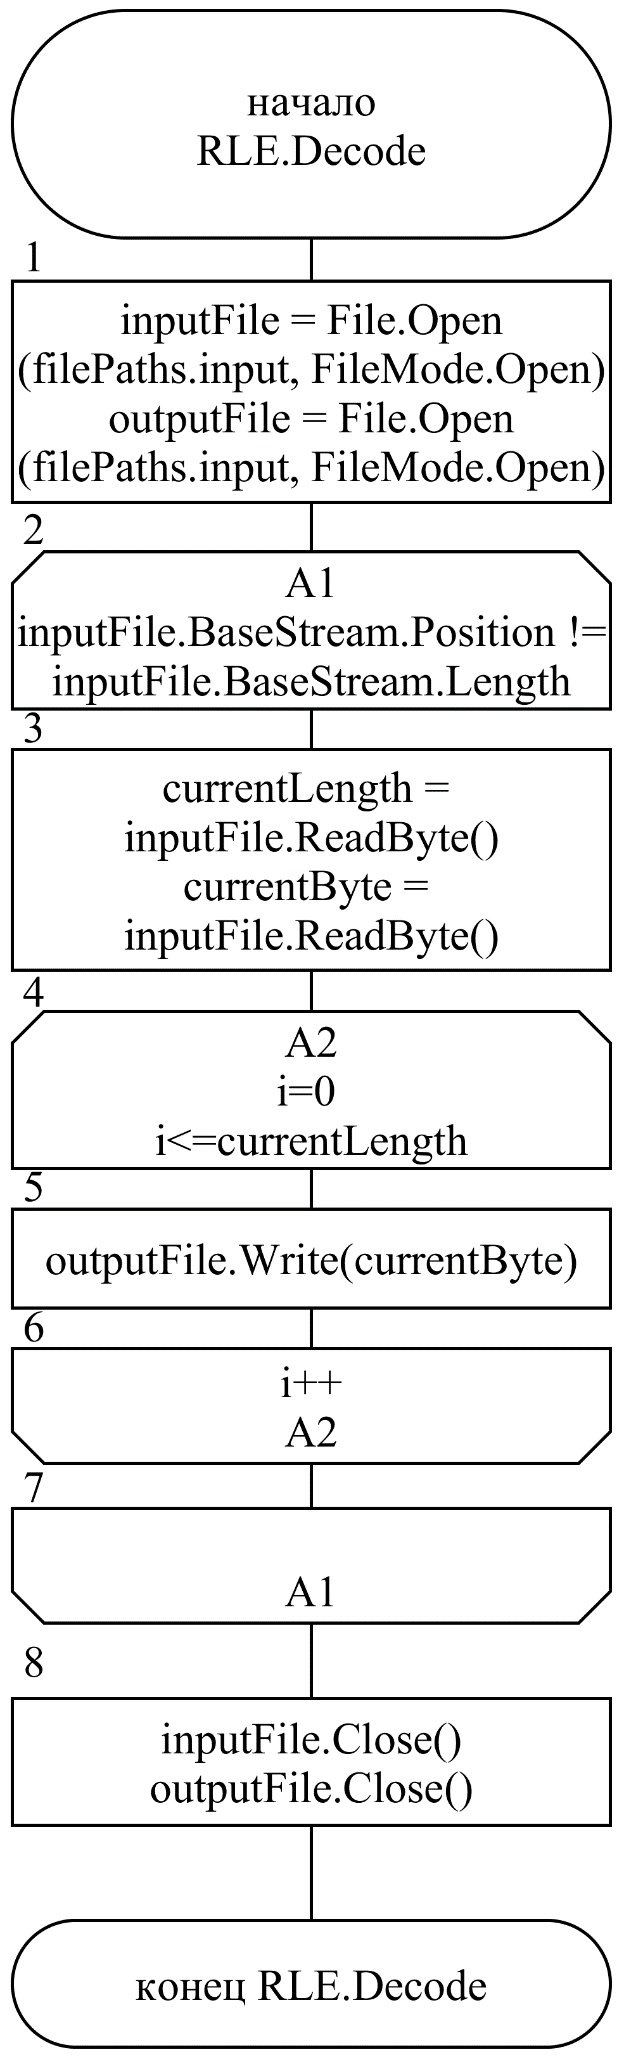 начало
RLE.Decode
1
inputFile = File.Open
(filePaths.input, FileMode.Open)
outputFile = File.Open
(filePaths.input, FileMode.Open)
2
A1
inputFile.BaseStream.Position !=
inputFile.BaseStream.Length
3
currentLength =
inputFile.ReadByte()
currentByte =
inputFile.ReadByte()
4
A2
i=0
i<=currentLength
5
outputFile.Write(currentByte)
6
i++
A2
7
A1
8
inputFile.Close()
outputFile.Close()
конец RLE.Decode